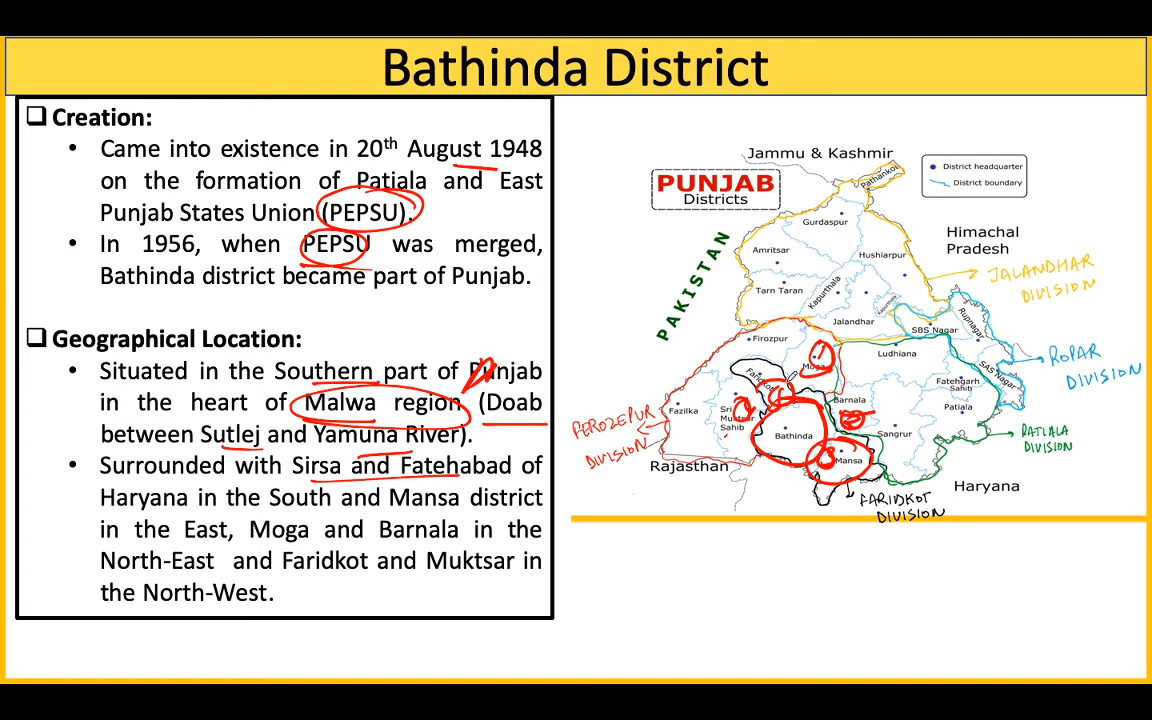 Bathinda District
Creation:
• Came into existence in 20th August 1948
on the formation of Patiala and East
Punjab States Union (PEPSU).
• In 1956, when PEPSU was merged,
Bathinda district became part of Punjab.
Geographical Location:
• Situated in the Southern part of Punjab
in the heart of Malwa region (Doab
between Sutlej and Yamuna River).
• Surrounded with Sirsa and Fatehabad of
Haryana in the South and Mansa district
in the East, Moga and Barnala in the
North-East and Faridkot and Muktsar in
the North-West.
Jammu & Kashmir
PUNJAB
Districts
District headquarter
District boundary
Pathankot
Gurdaspur
Himachal
Pradesh
PAKISTAN
Amritsar
Hushiarpur
JALANDHAR
DIVISION
Tarn Taran
Kapurthala
Kapurthala
Jalandhar
SBS Nagar
Rupnagar
Firozpur
Ludhiana
ROPAR
DIVISION
1
Moga
SAS Nagar
Faridkot
Fatehgarh
Sahib
Barnala
Patiala
Fazilka
Sri
Muktsar
Sahib
FEROZEPUR
DIVISION
Bathinda
Sangrur
PATIALA
DIVISION
Rajasthan
3
Mansa
Haryana
FARIDKOT
DIVISION